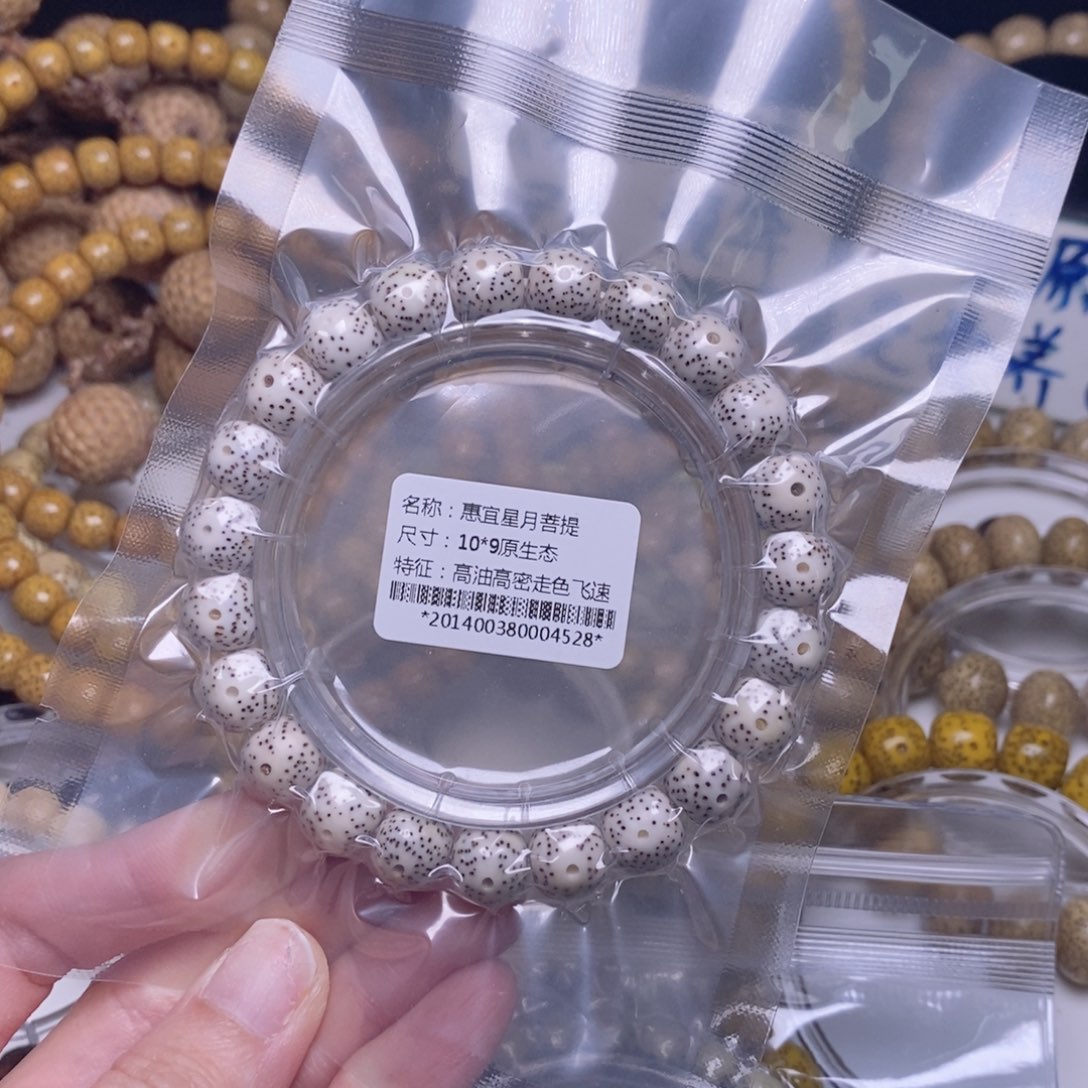 名称：惠宜星月菩提
尺寸：10*9原生态
特征：高油高密走色飞速
*201400380004528*
养